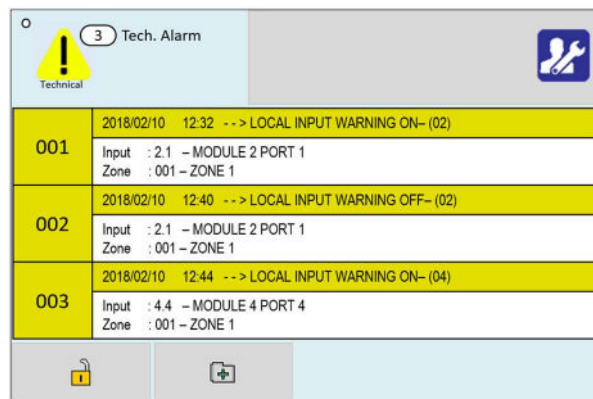 3 Tech. Alarm
Technical
001
2018/02/10 12:32 --> LOCAL INPUT WARNING ON– (02)
Input : 2.1 – MODULE 2 PORT 1
Zone : 001 – ZONE 1
002
2018/02/10 12:40 --> LOCAL INPUT WARNING OFF– (02)
Input : 2.1 – MODULE 2 PORT 1
Zone : 001 – ZONE 1
003
2018/02/10 12:44 --> LOCAL INPUT WARNING ON– (04)
Input : 4.4 – MODULE 4 PORT 4
Zone : 001 – ZONE 1